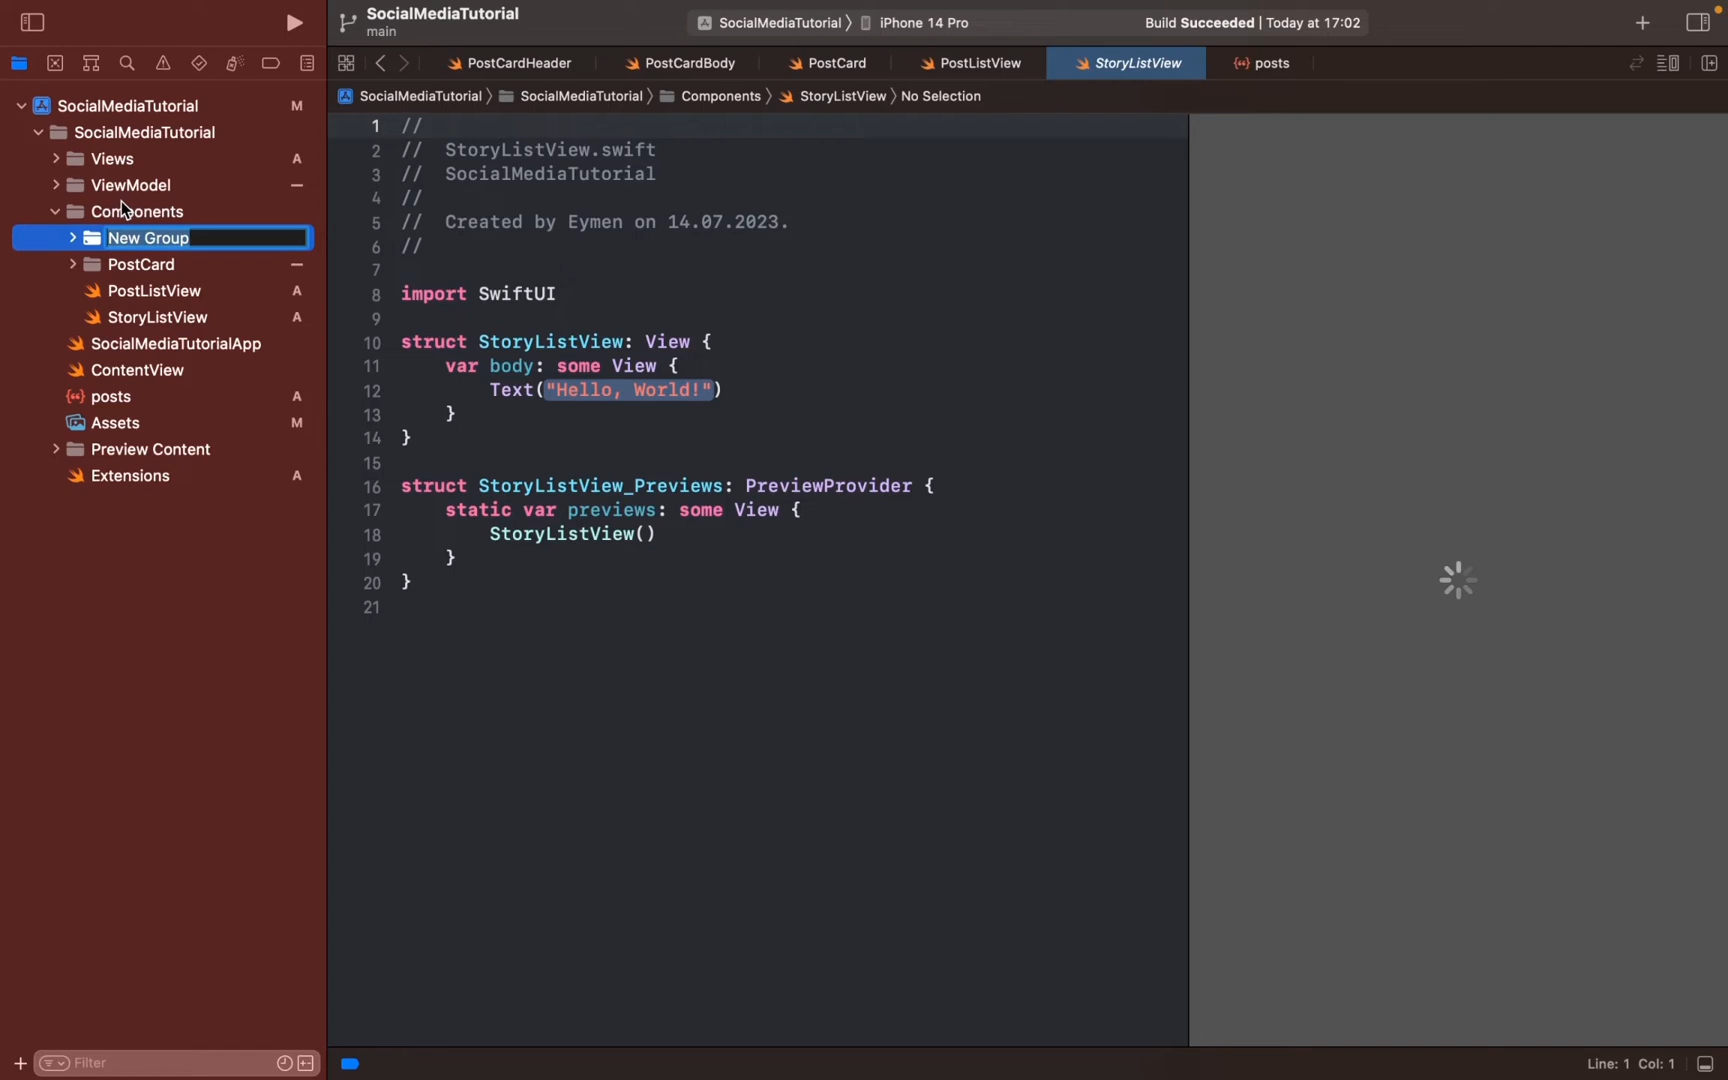 SocialMediaTutorial
main
SocialMediaTutorial
iPhone 14 Pro
Build Succeeded | Today at 17:02
PostCardHeader
PostCardBody
PostCard
PostListView
StoryListView
posts
SocialMediaTutorial
SocialMediaTutorial
Components
StoryListView
No Selection
SocialMediaTutorial M
SocialMediaTutorial
Views A
ViewModel
Components
New Group
PostCard
PostListView A
StoryListView A
SocialMediaTutorialApp
ContentView
posts A
Assets M
Preview Content
Extensions A
Filter
1 //
2 //  StoryListView.swift
3 //  SocialMediaTutorial
4 //
5 //  Created by Eymen on 14.07.2023.
6 //
7
8 import SwiftUI
9
10 struct StoryListView: View {
11     var body: some View {
12         Text("Hello, World!")
13     }
14 }
15
16 struct StoryListView_Previews: PreviewProvider {
17     static var previews: some View {
18         StoryListView()
19     }
20 }
21
Line: 1 Col: 1